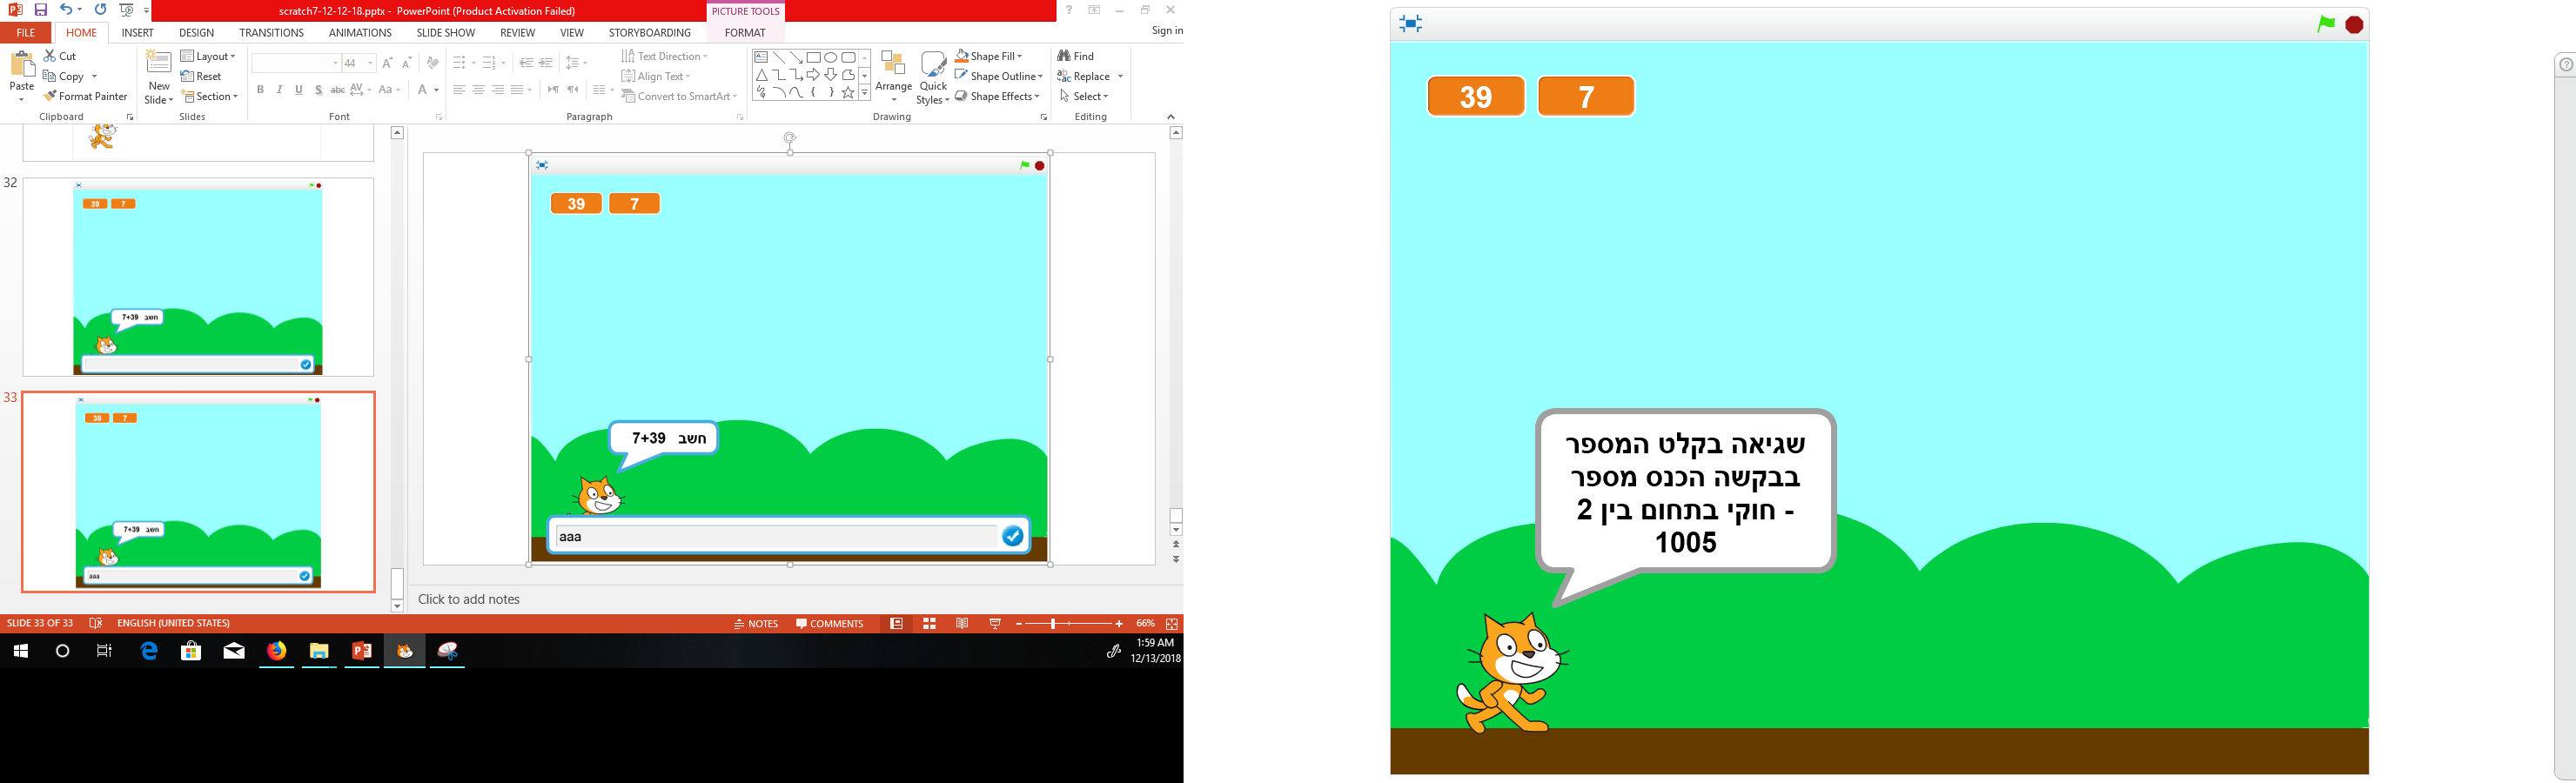 scratch7-12-12-18.pptx - PowerPoint (Product Activation Failed)
PICTURE TOOLS
Sign in
FILE HOME INSERT DESIGN TRANSITIONS ANIMATIONS SLIDE SHOW REVIEW VIEW STORYBOARDING FORMAT
Paste
Cut
Copy
Format Painter
Clipboard
New Slide
Layout
Reset
Section
Slides
44
B I U S abc AV Aa A
Font
Text Direction
Align Text
Convert to SmartArt
Paragraph
Arrange
Quick Styles
Shape Fill
Shape Outline
Shape Effects
Drawing
Find
Replace
Select
Editing
32
39 7
חשב 7+39
33
39 7
חשב 7+39
aaa
39 7
חשב 7+39
aaa
Click to add notes
SLIDE 33 OF 33 ENGLISH (UNITED STATES) NOTES COMMENTS 66%
1:59 AM
12/13/2018
39 7
שגיאה בקלט המספר
בבקשה הכנס מספר
חוקי בתחום בין 2 -
1005